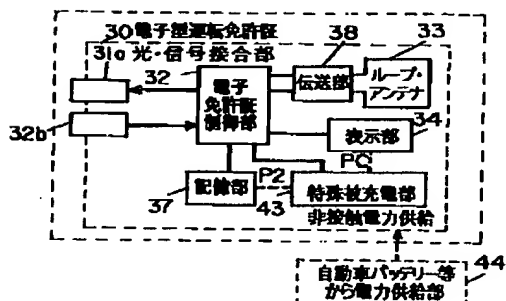 30 電子型運転免許証
31a 光・信号接合部
32
38
33
電子
免許証
制御部
伝送部
ループ・
アンテナ
34
32b
表示部
PC
P2
記憶部
特殊被充電部
37
43
非接触電力供給
自動車バッテリー等
から電力供給部
44